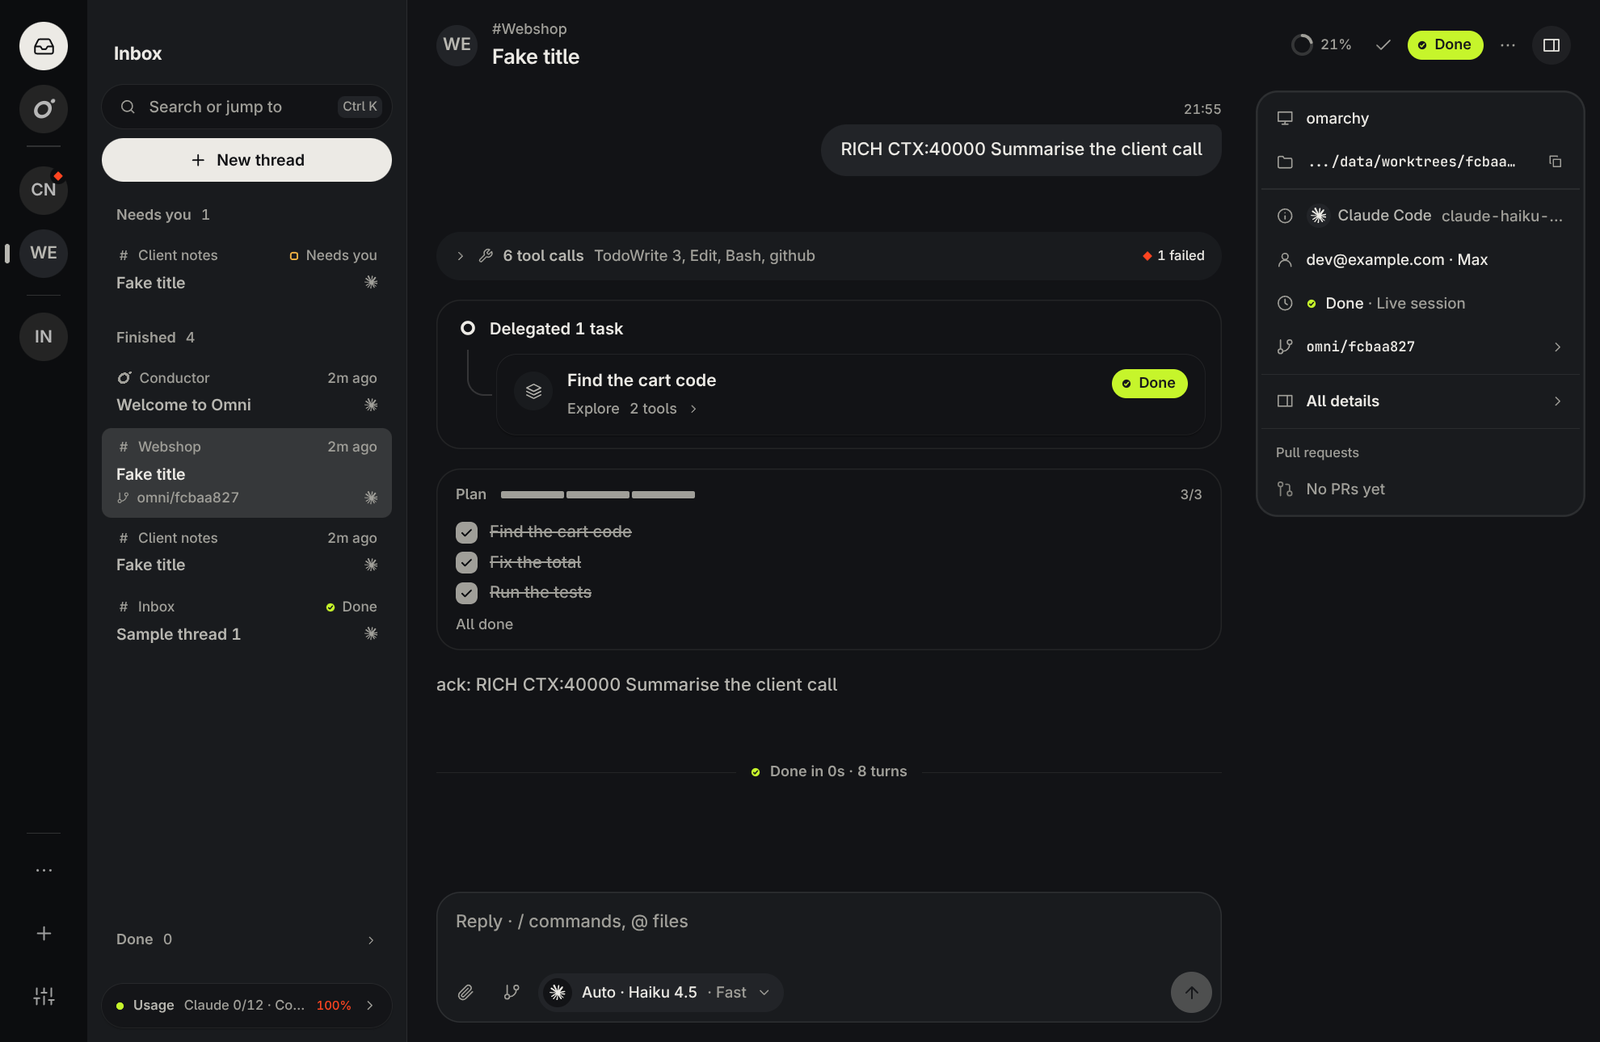 CN
WE
IN
Inbox
Search or jump to
Ctrl K
+ New thread
Needs you 1
# Client notes
Needs you
Fake title
Finished 4
Conductor
2m ago
Welcome to Omni
# Webshop
2m ago
Fake title
omni/fcbaa827
# Client notes
2m ago
Fake title
# Inbox
Done
Sample thread 1
Done 0
Usage Claude 0/12 · Co... 100%
WE
#Webshop
Fake title
21%
Done
21:55
RICH CTX:40000 Summarise the client call
6 tool calls TodoWrite 3, Edit, Bash, github
1 failed
Delegated 1 task
Find the cart code
Explore 2 tools
Done
Plan
3/3
Find the cart code
Fix the total
Run the tests
All done
ack: RICH CTX:40000 Summarise the client call
Done in 0s · 8 turns
Reply · / commands, @ files
Auto · Haiku 4.5 · Fast
omarchy
.../data/worktrees/fcbaa…
Claude Code claude-haiku-...
dev@example.com · Max
Done · Live session
omni/fcbaa827
All details
Pull requests
No PRs yet